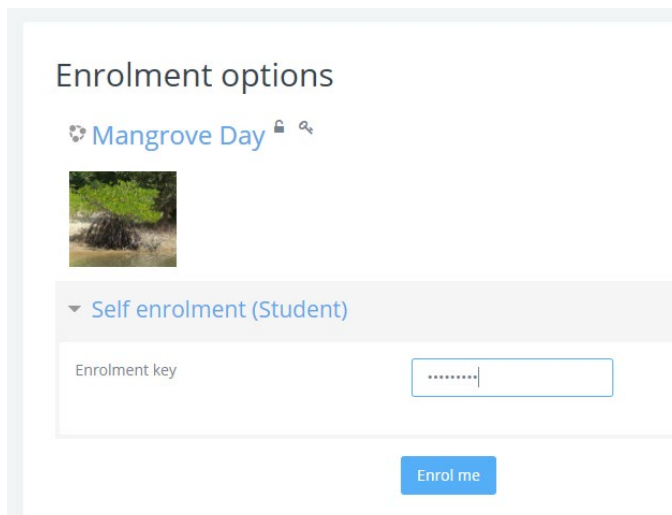 Enrolment options
Mangrove Day
Self enrolment (Student)
Enrolment key
•••••••••
Enrol me